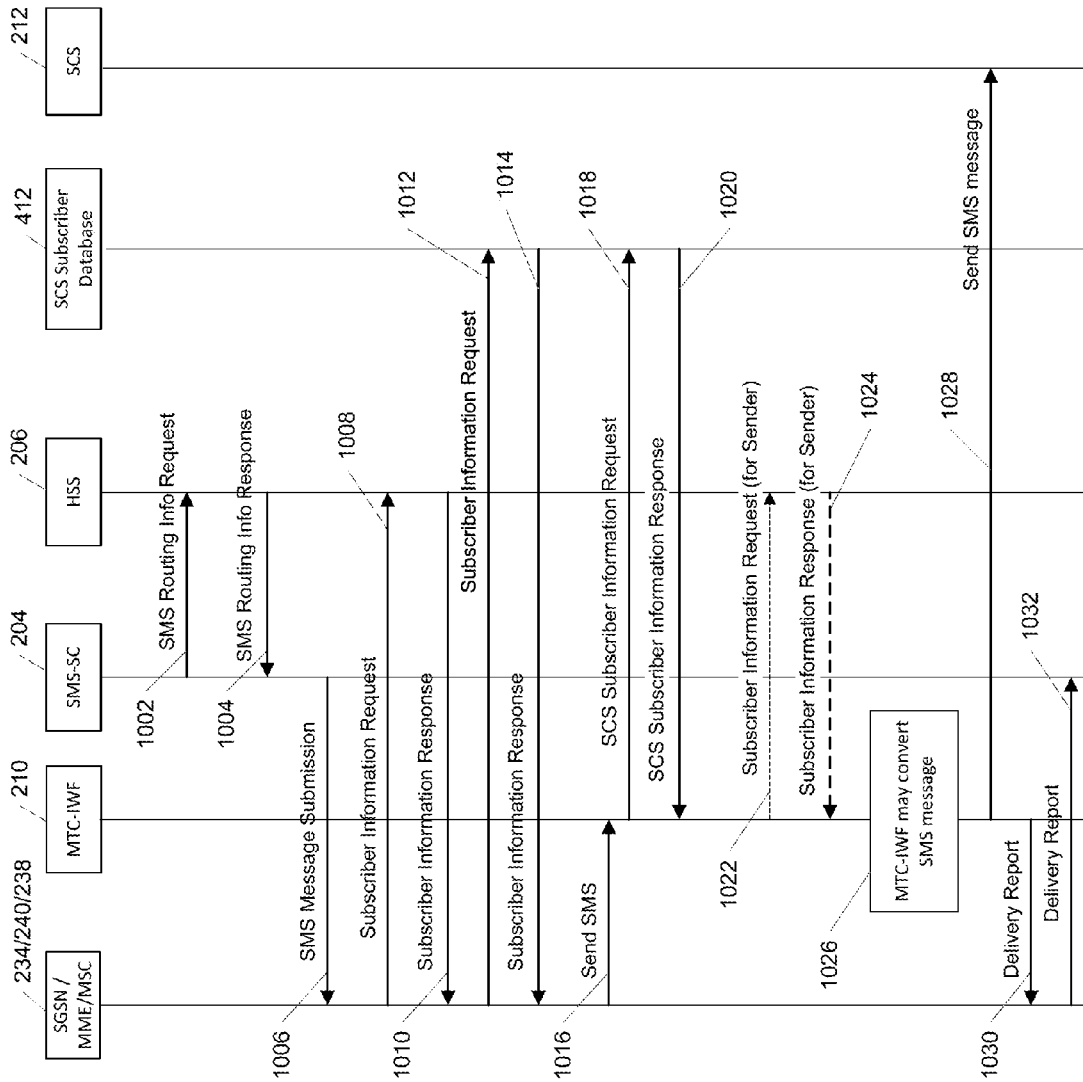 234/240/238
SGSN /
MME/MSC
210
MTC-IWF
204
SMS-SC
206
HSS
412
SCS Subscriber
Database
212
SCS
1002
SMS Routing Info Request
1004
SMS Routing Info Response
1006
SMS Message Submission
Subscriber Information Request
1008
1010
Subscriber Information Response
Subscriber Information Request
1012
Subscriber Information Response
1014
1016
Send SMS
SCS Subscriber Information Request
1018
SCS Subscriber Information Response
1020
1022
Subscriber Information Request (for Sender)
Subscriber Information Response (for Sender)
1024
1026
MTC-IWF may convert
SMS message
1028
Send SMS message
1030
Delivery Report
Delivery Report
1032